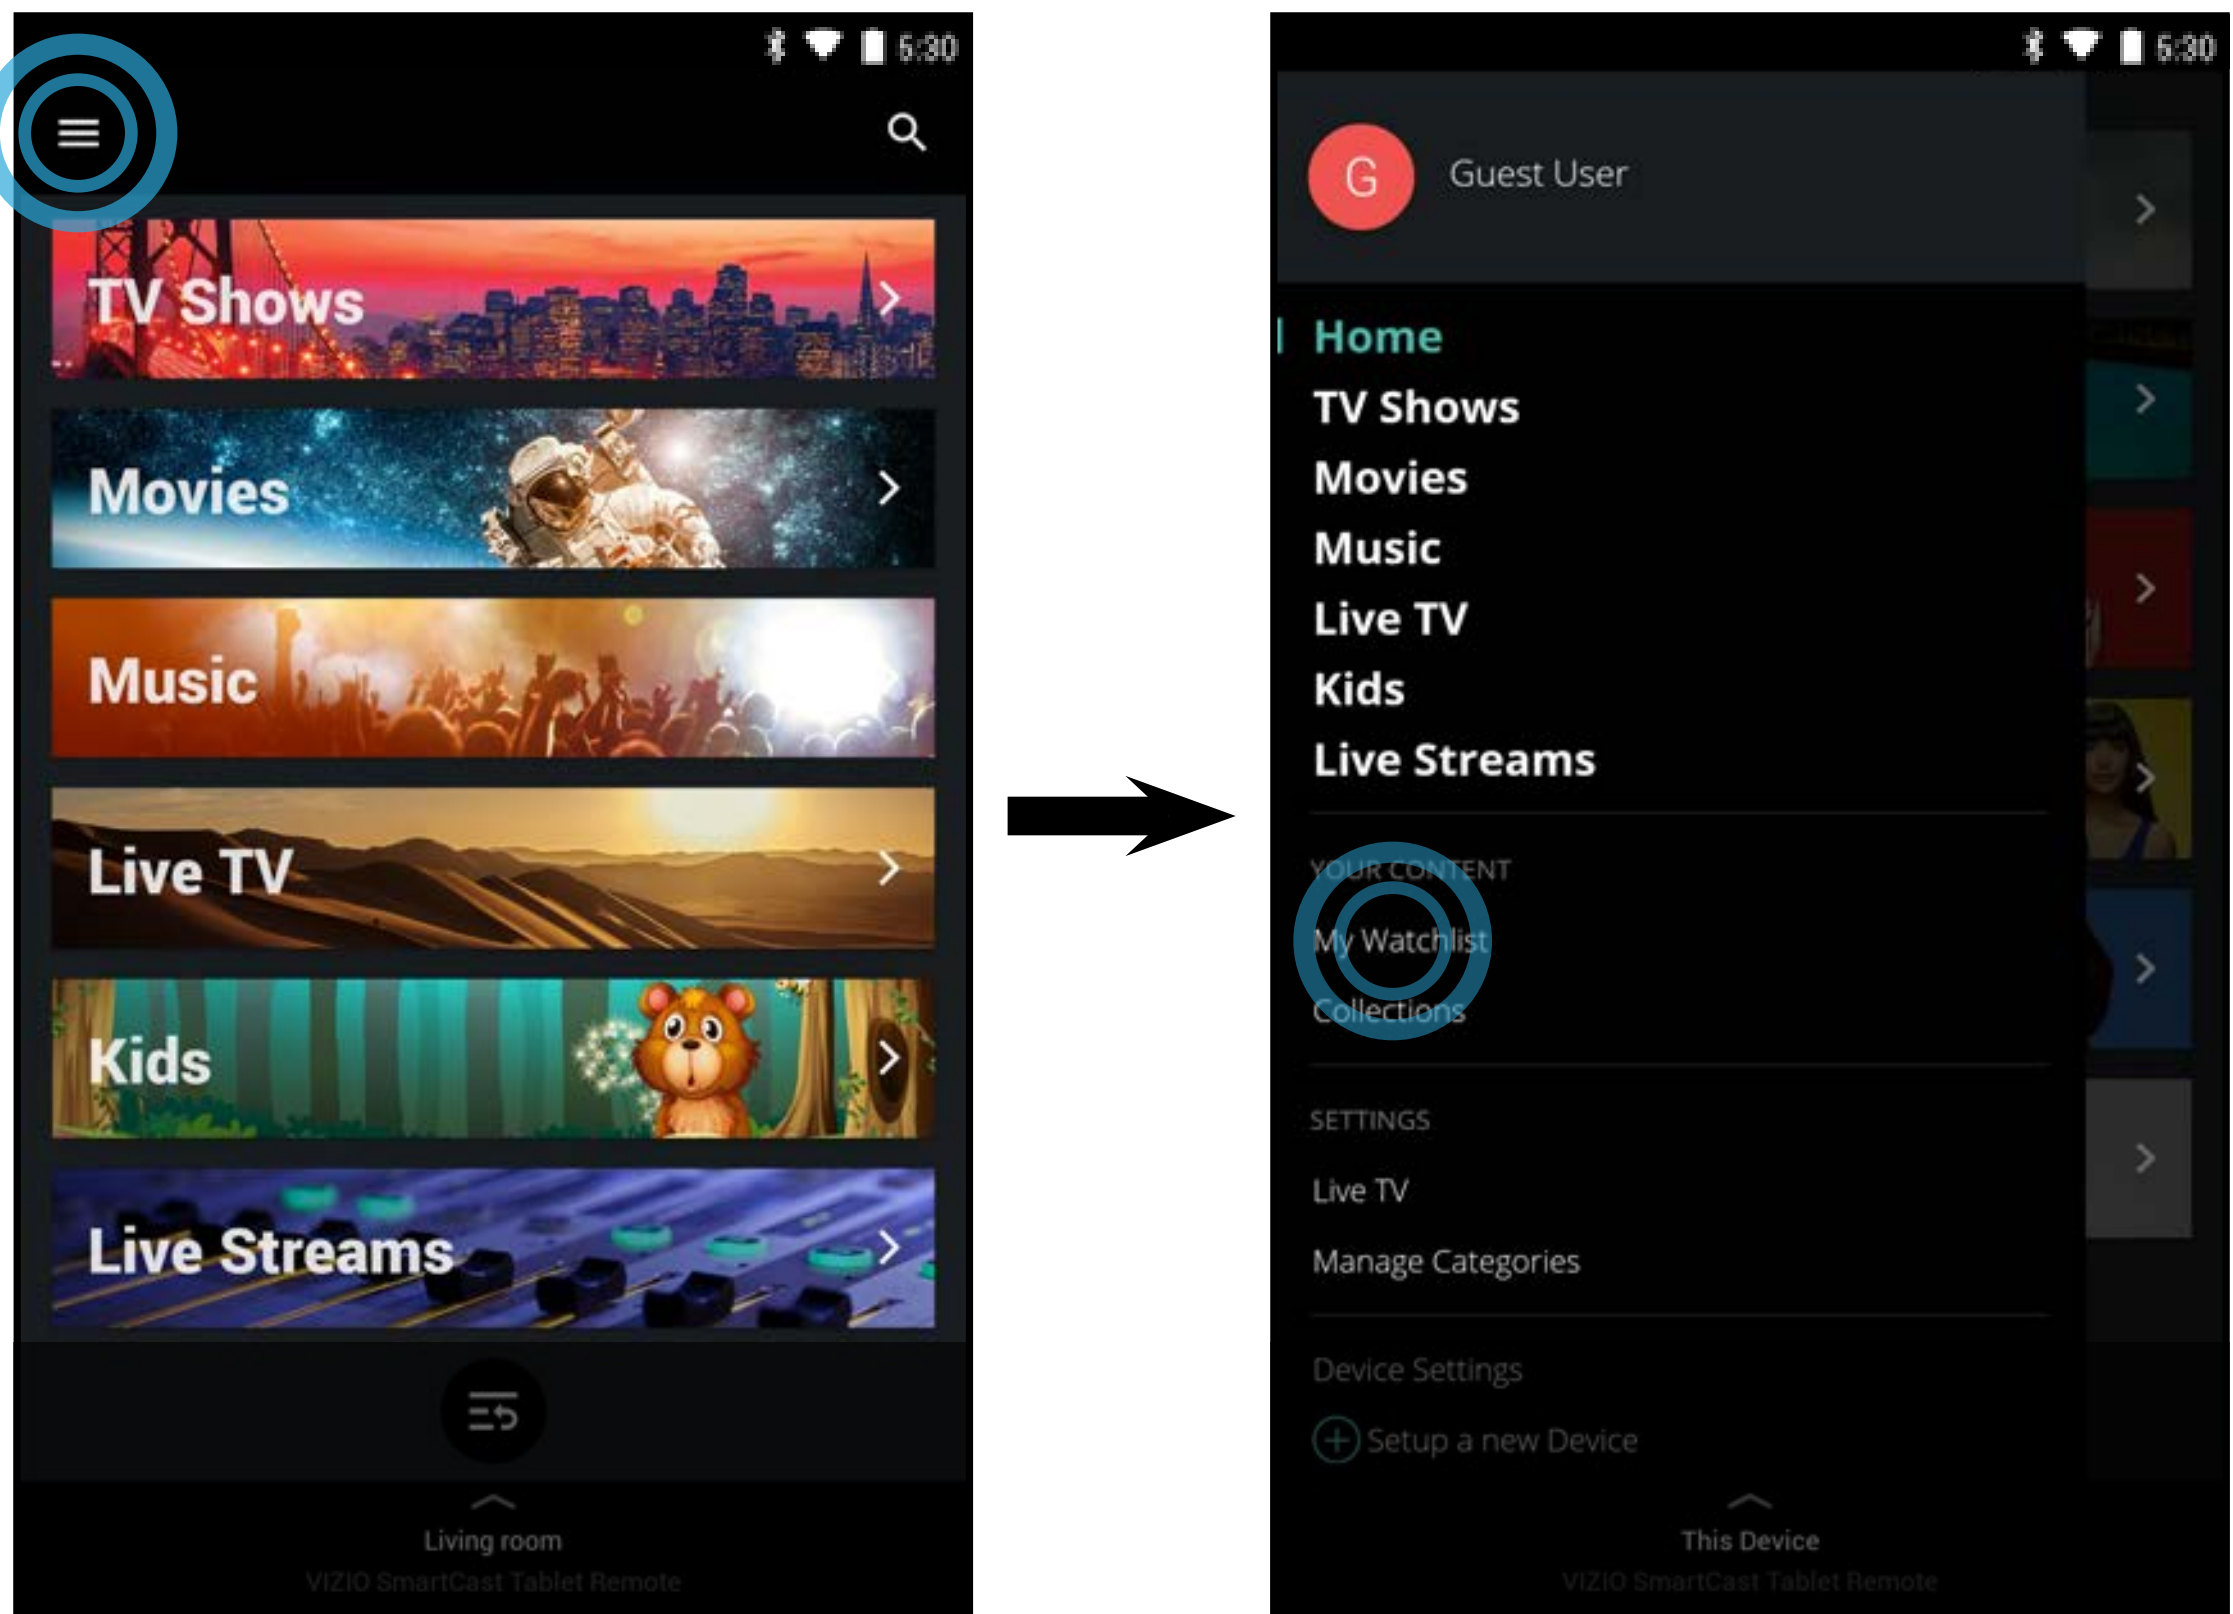 6:30
TV Shows
Movies
Music
Live TV
Kids
Live Streams
Living room
VIZIO SmartCast Tablet Remote
6:30
G
Guest User
Home
TV Shows
Movies
Music
Live TV
Kids
Live Streams
YOUR CONTENT
My Watchlist
Collections
SETTINGS
Live TV
Manage Categories
Device Settings
Setup a new Device
This Device
VIZIO SmartCast Tablet Remote